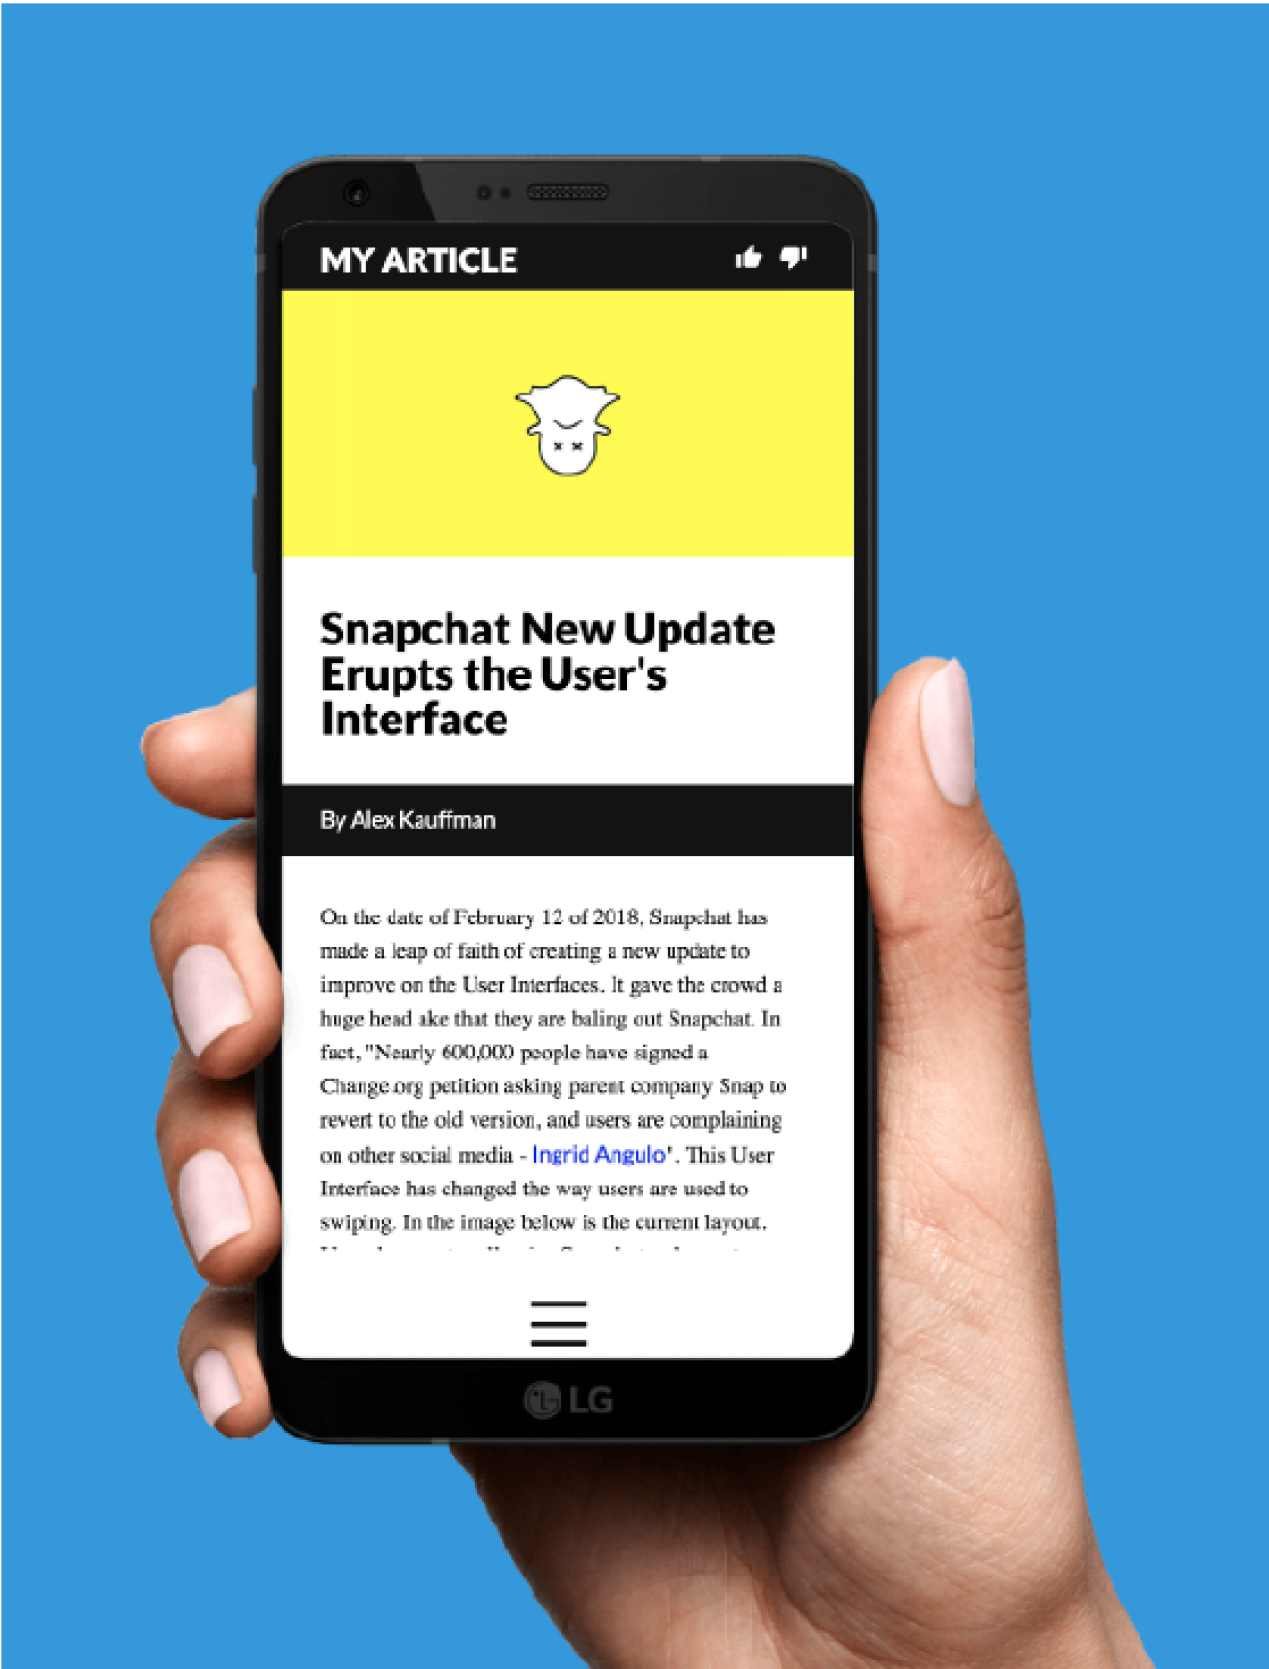 MY ARTICLE
Snapchat New Update
Erupts the User's
Interface
By Alex Kauffman
On the date of February 12 of 2018, Snapchat has
made a leap of faith of creating a new update to
improve on the User Interfaces. It gave the crowd a
huge head ake that they are baling out Snapchat. In
fact, "Nearly 600,000 people have signed a
Change.org petition asking parent company Snap to
revert to the old version, and users are complaining
on other social media - Ingrid Angulo". This User
Interface has changed the way users are used to
swiping. In the image below is the current layout.
LG